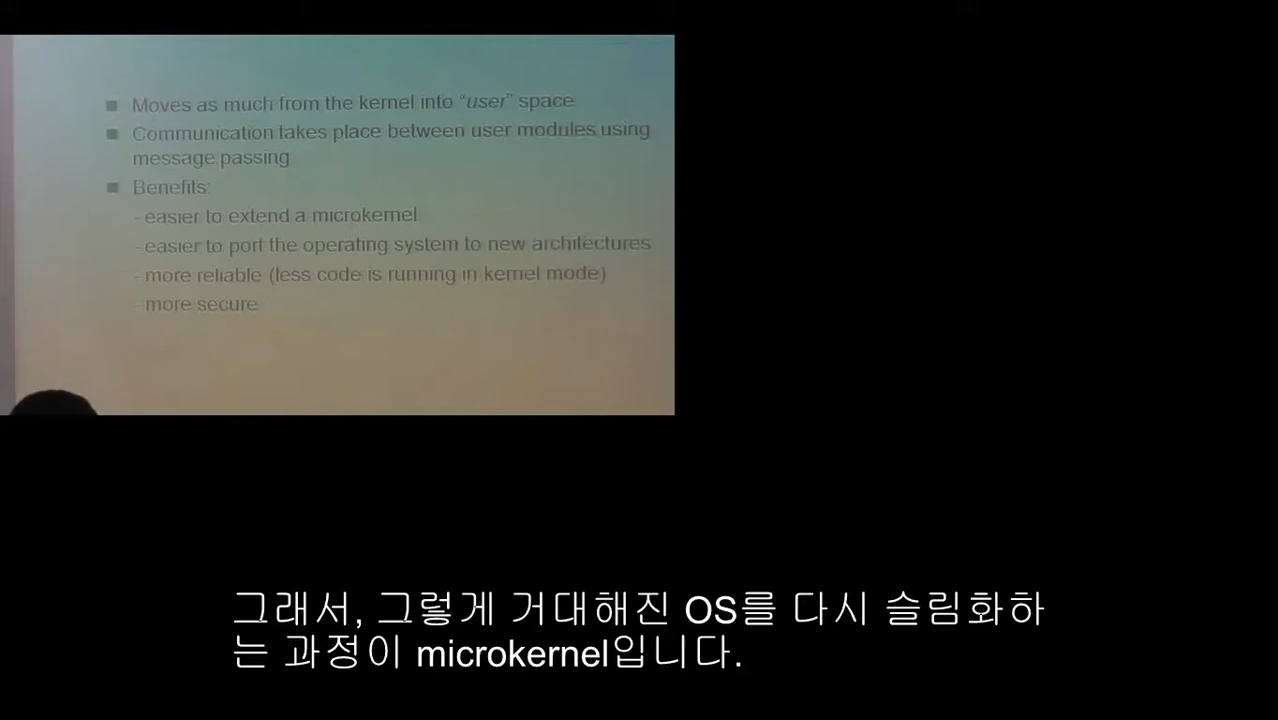 Moves as much from the kernel into “user” space
Communication takes place between user modules using
message passing
Benefits:
- easier to extend a microkernel
- easier to port the operating system to new architectures
- more reliable (less code is running in kernel mode)
- more secure
그래서, 그렇게 거대해진 OS를 다시 슬림화하
는 과정이 microkernel입니다.